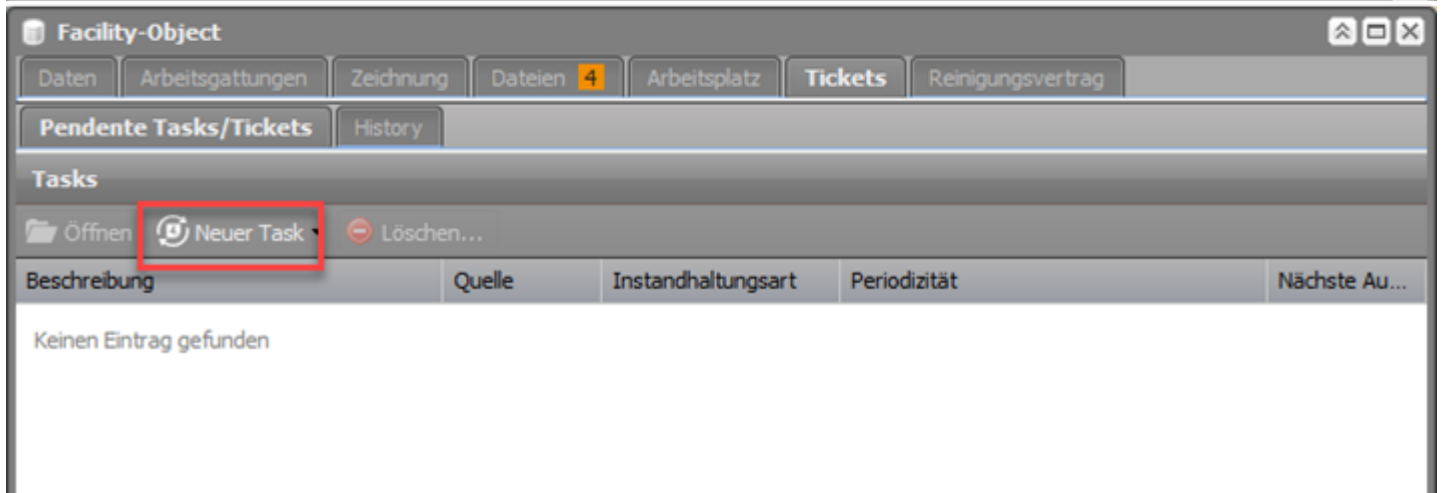 Facility-Object
Daten Arbeitsgattungen Zeichnung Dateien 4 Arbeitsplatz Tickets Reinigungsvertrag
Pendente Tasks/Tickets History
Tasks
Öffnen Neuer Task Löschen...
Beschreibung Quelle Instandhaltungsart Periodizität Nächste Au...
Keinen Eintrag gefunden